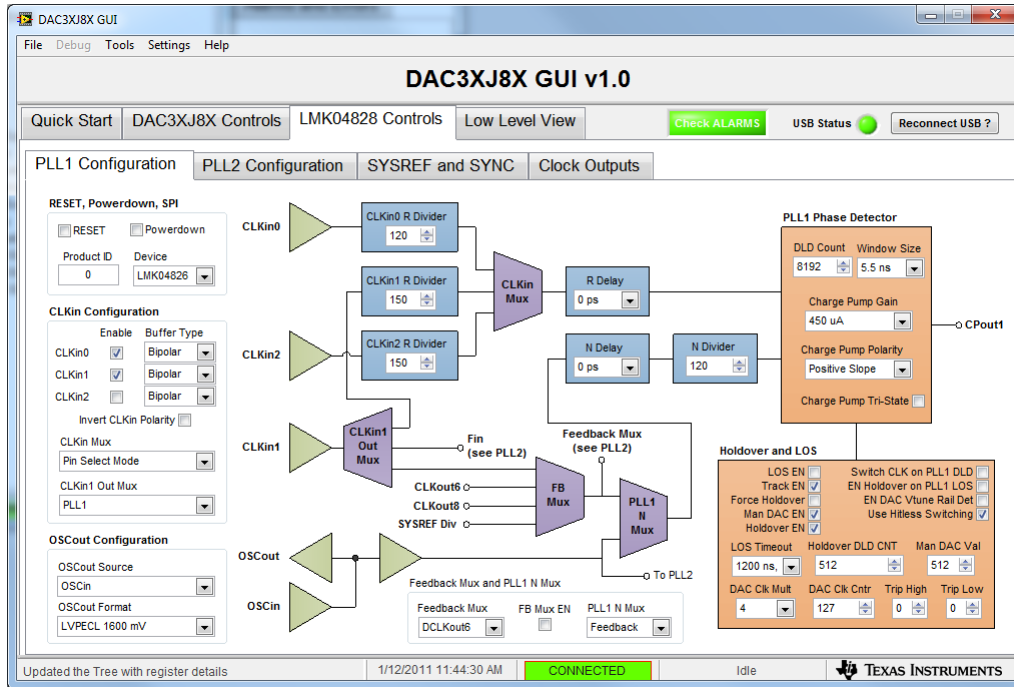 DAC3XJ8X GUI
File Debug Tools Settings Help
DAC3XJ8X GUI v1.0
Quick Start DAC3XJ8X Controls LMK04828 Controls Low Level View Check ALARMS USB Status Reconnect USB ?
PLL1 Configuration PLL2 Configuration SYSREF and SYNC Clock Outputs
RESET, Powerdown, SPI
RESET Powerdown
Product ID Device
0 LMK04826
CLKin Configuration
Enable Buffer Type
CLKin0 Bipolar
CLKin1 Bipolar
CLKin2 Bipolar
Invert CLKin Polarity
CLKin Mux
Pin Select Mode
CLKin1 Out Mux
PLL1
OSCout Configuration
OSCout Source
OSCin
OSCout Format
LVPECL 1600 mV
CLKin0
CLKin0 R Divider
120
CLKin1 R Divider
150
CLKin2
CLKin2 R Divider
150
CLKin
Mux
R Delay
0 ps
N Delay
0 ps
N Divider
120
CLKin1
CLKin1
Out
Mux
Fin
(see PLL2)
Feedback Mux
(see PLL2)
CLKout6
CLKout8
SYSREF Div
FB
Mux
PLL1
N
Mux
OSCout
OSCin
To PLL2
Feedback Mux and PLL1 N Mux
Feedback Mux FB Mux EN PLL1 N Mux
DCLKout6 Feedback
PLL1 Phase Detector
DLD Count Window Size
8192 5.5 ns
Charge Pump Gain
450 uA
CPout1
Charge Pump Polarity
Positive Slope
Charge Pump Tri-State
Holdover and LOS
LOS EN Switch CLK on PLL1 DLD
Track EN EN Holdover on PLL1 LOS
Force Holdover EN DAC Vtune Rail Det
Man DAC EN Use Hitless Switching
Holdover EN
LOS Timeout Holdover DLD CNT Man DAC Val
1200 ns, 512 512
DAC Clk Mult DAC Clk Cntr Trip High Trip Low
4 127 0 0
Updated the Tree with register details 1/12/2011 11:44:30 AM CONNECTED Idle TEXAS INSTRUMENTS